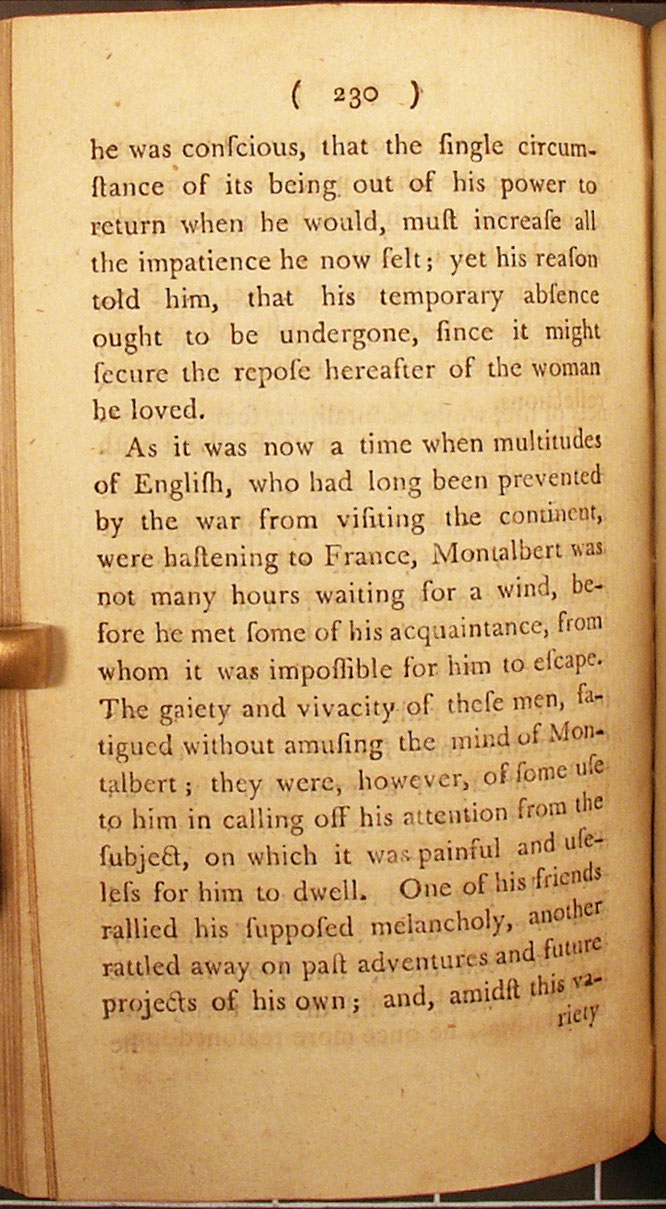 ( 230 )
he was conſcious, that the ſingle circum-
ſtance of its being out of his power to
return when he would, muſt increaſe all
the impatience he now felt; yet his reaſon
told him, that his temporary abſence
ought to be undergone, ſince it might
ſecure the repoſe hereafter of the woman
he loved.
As it was now a time when multitudes
of Engliſh, who had long been prevented
by the war from viſiting the continent,
were haſtening to France, Montalbert was
not many hours waiting for a wind, be-
fore he met ſome of his acquaintance, from
whom it was impoſſible for him to eſcape.
The gaiety and vivacity of theſe men, fa-
tigued without amuſing the mind of Mon-
talbert; they were, however, of ſome uſe
to him in calling off his attention from the
ſubject, on which it was painful and uſe-
leſs for him to dwell. One of his friends
rallied his ſuppoſed melancholy, another
rattled away on paſt adventures and future
projects of his own; and, amidſt this va-
riety